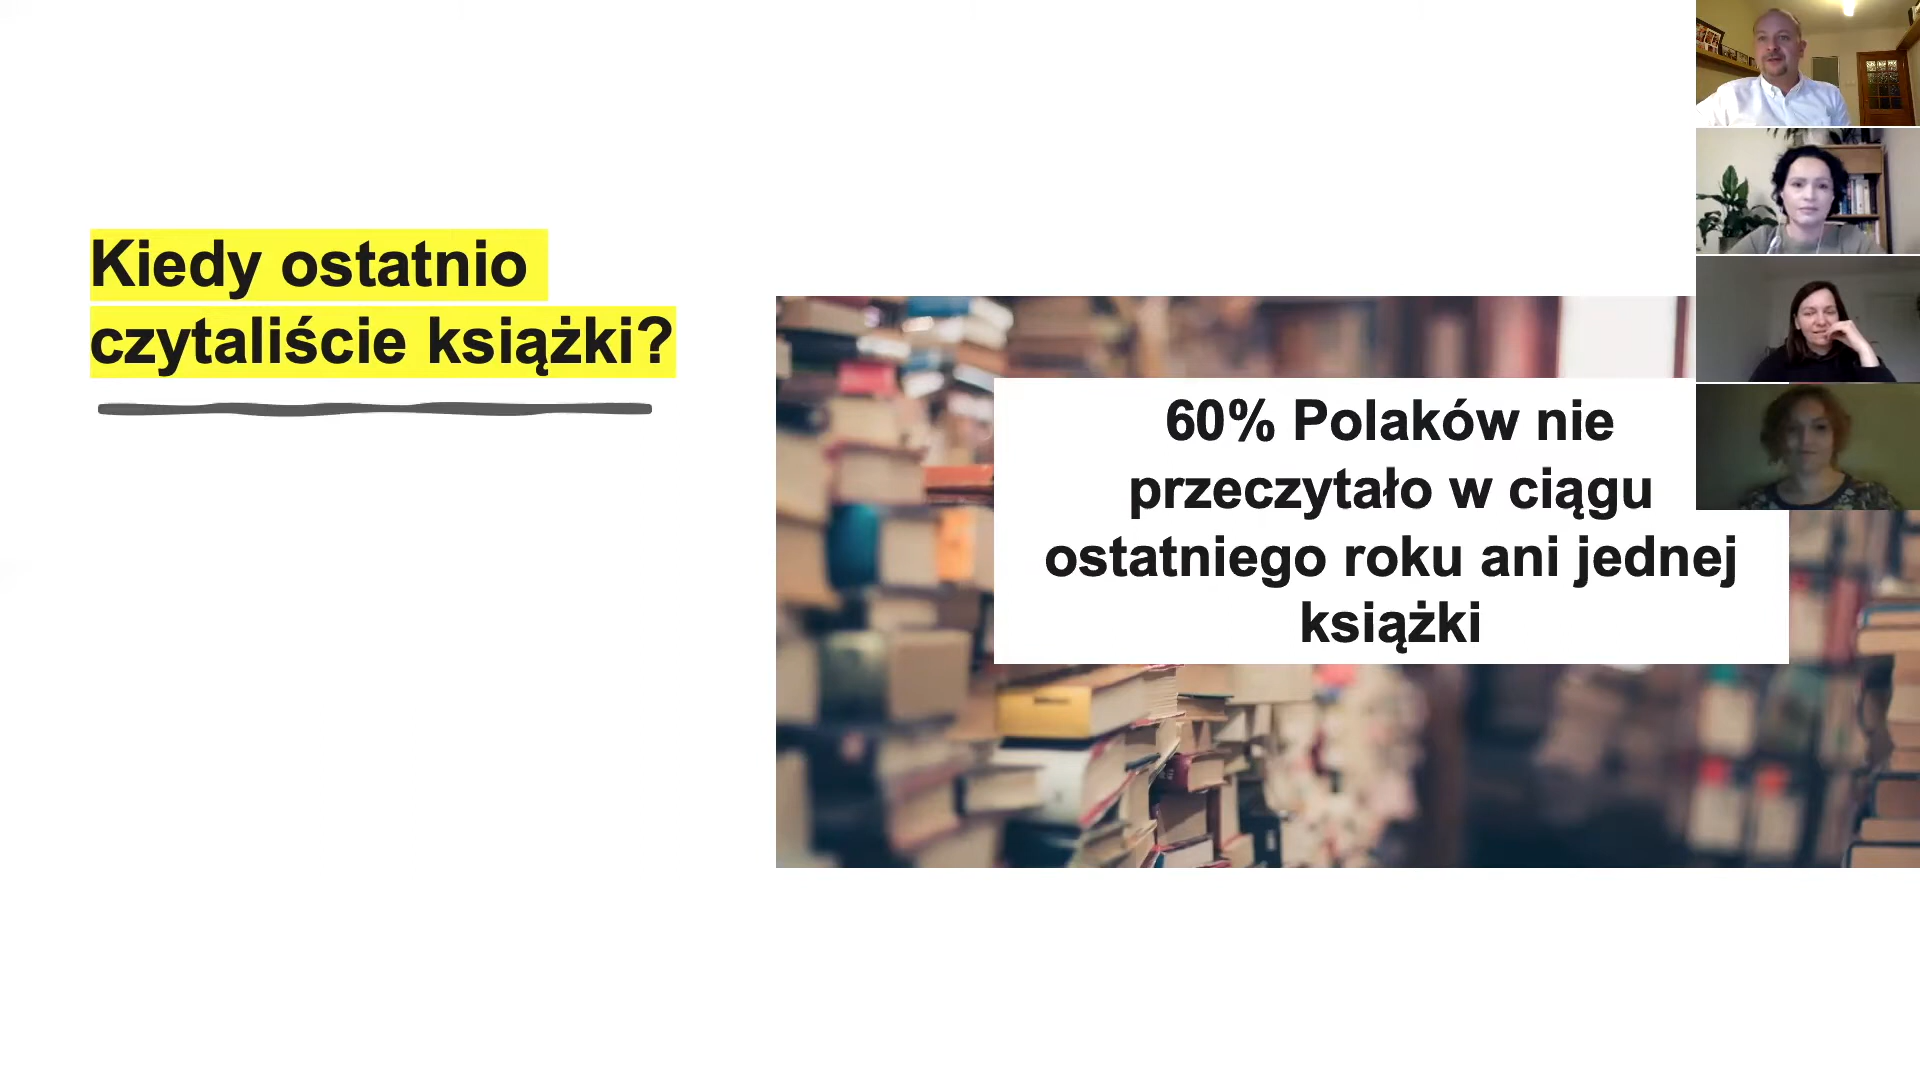 Kiedy ostatnio
czytaliście książki?
60% Polaków nie
przeczytało w ciągu
ostatniego roku ani jednej
książki